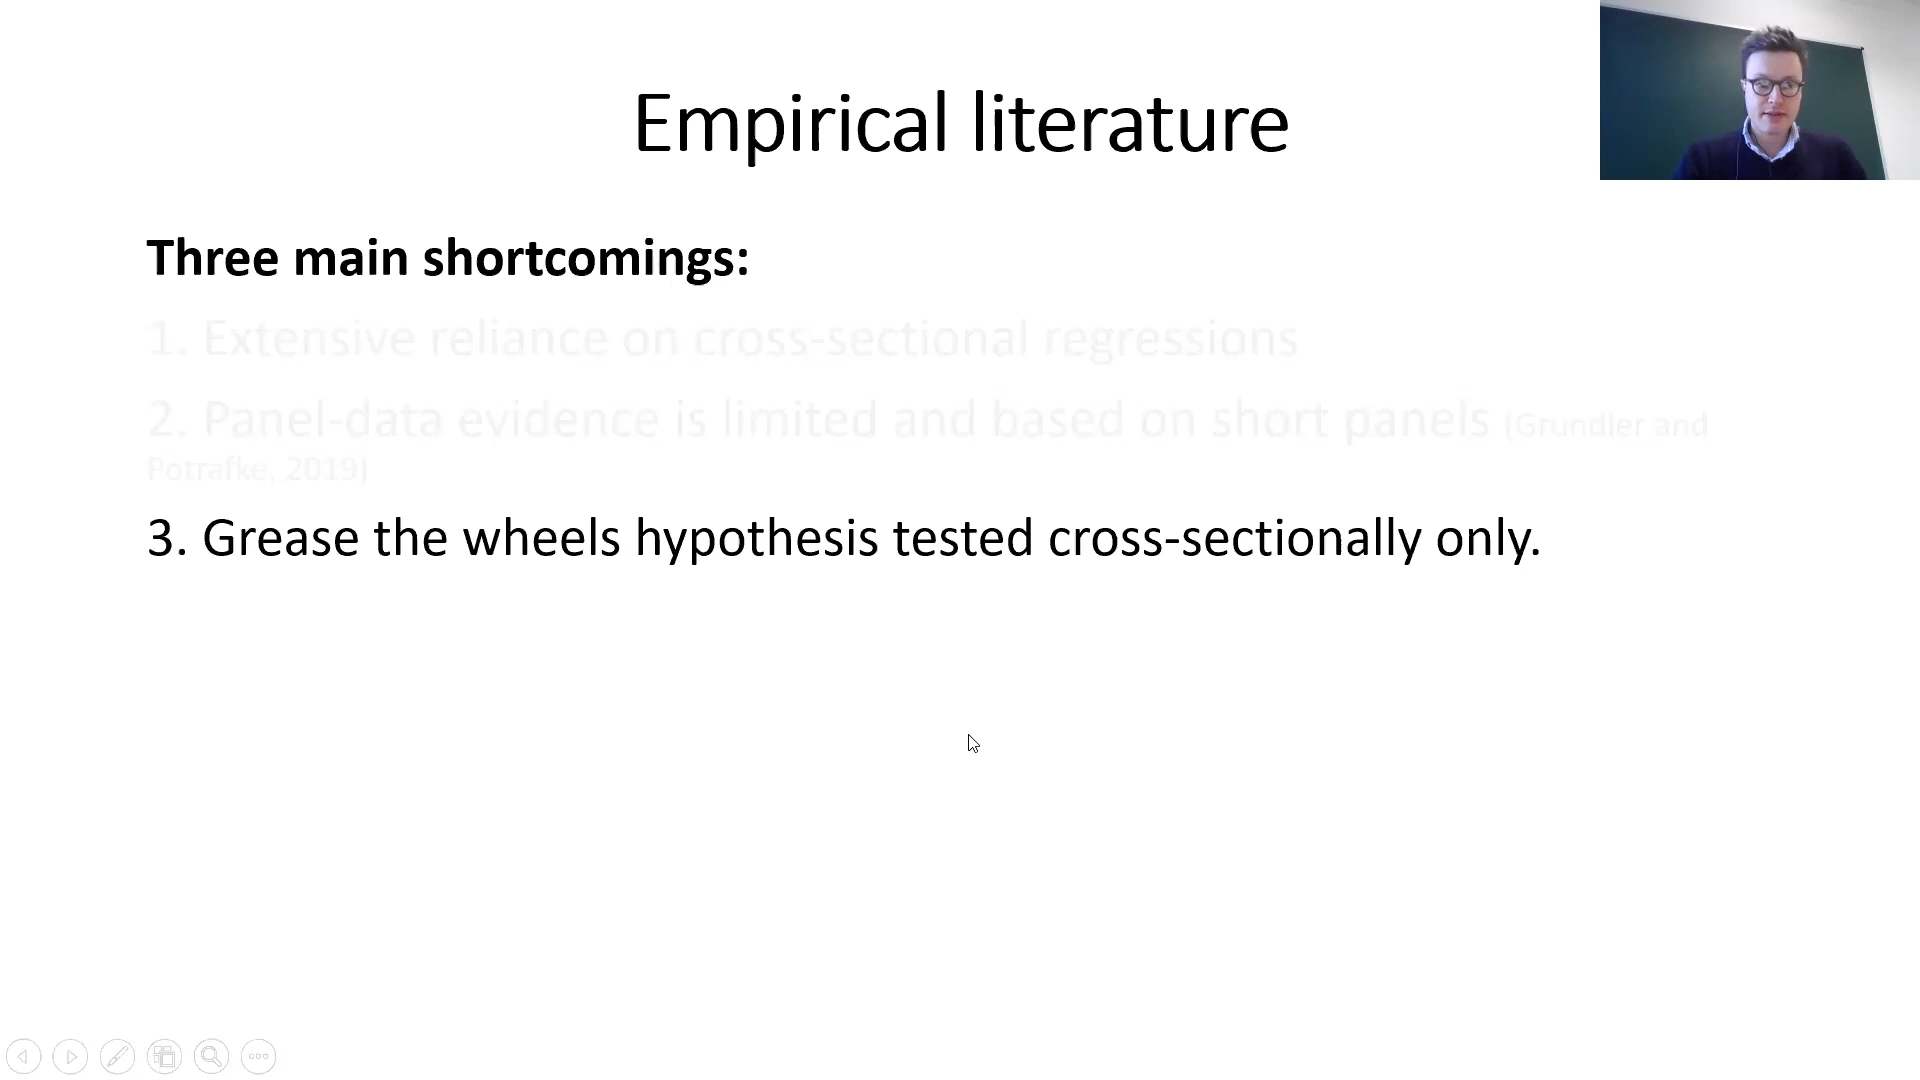 Empirical literature
Three main shortcomings:
1. Extensive reliance on cross-sectional regressions
2. Panel-data evidence is limited and based on short panels (Grundler and
Potrafke, 2019)
3. Grease the wheels hypothesis tested cross-sectionally only.